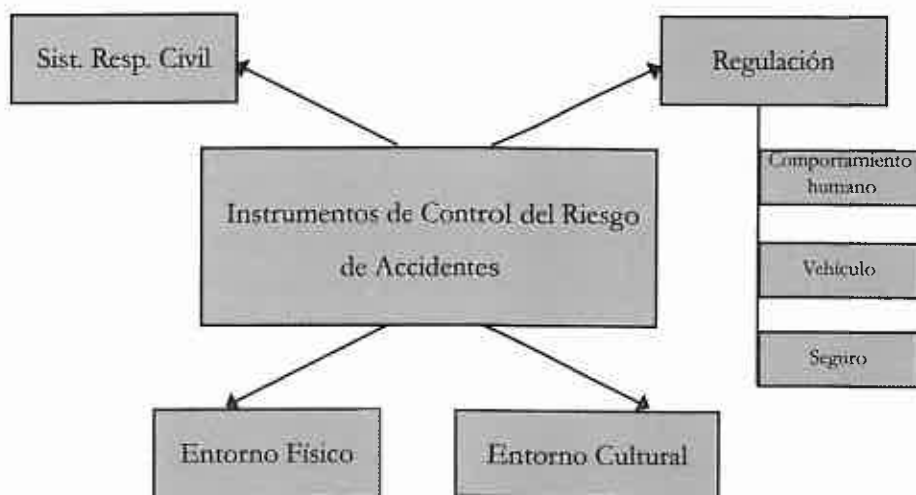 Sist. Resp. Civil
Regulación
Comportamiento
humano
Instrumentos de Control del Riesgo
de Accidentes
Vehículo
Seguro
Entorno Físico
Entorno Cultural